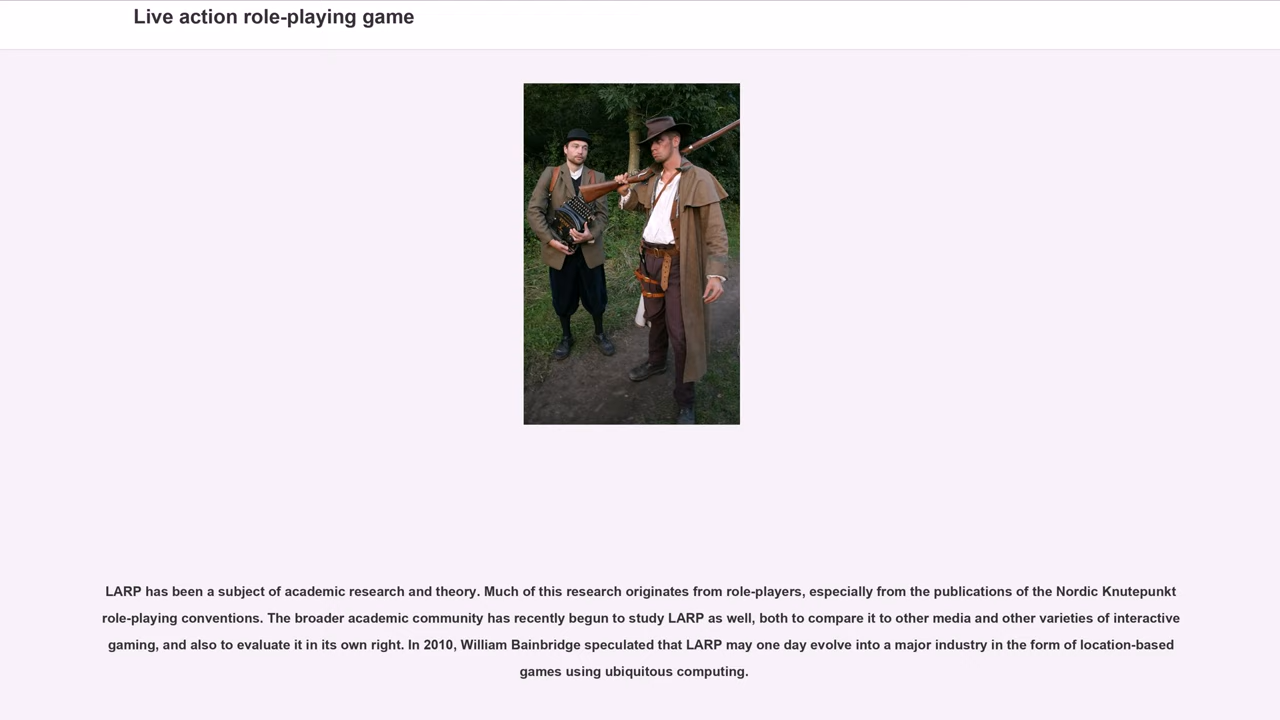 Live action role-playing game
LARP has been a subject of academic research and theory. Much of this research originates from role-players, especially from the publications of the Nordic Knutepunkt
role-playing conventions. The broader academic community has recently begun to study LARP as well, both to compare it to other media and other varieties of interactive
gaming, and also to evaluate it in its own right. In 2010, William Bainbridge speculated that LARP may one day evolve into a major industry in the form of location-based
games using ubiquitous computing.